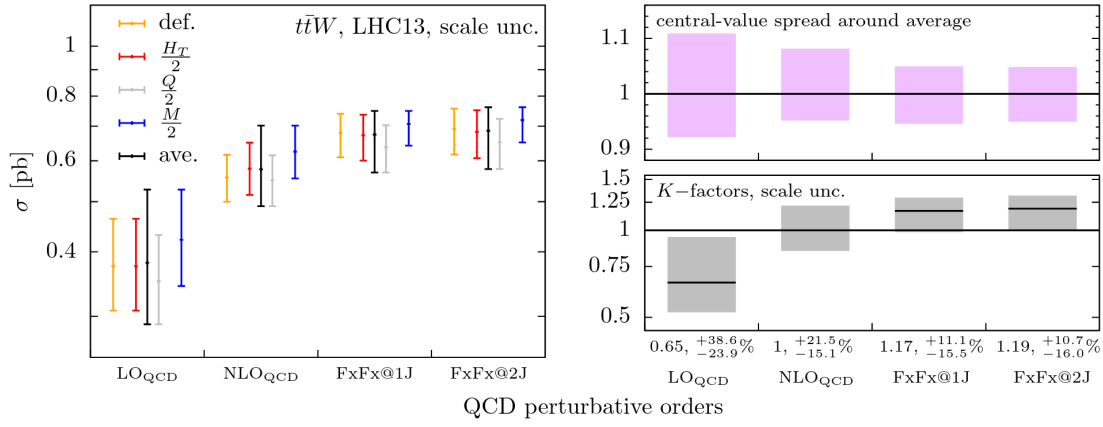 tt̄W, LHC13, scale unc.
def.
H_T/2
Q/2
M/2
ave.
σ [pb]
1
0.8
0.6
0.4
LO_QCD
NLO_QCD
FxFx@1J
FxFx@2J
central-value spread around average
1.1
1
0.9
K−factors, scale unc.
1.5
1.25
1
0.75
0.5
0.65, +38.6 −23.9 %
1, +21.5 −15.1 %
1.17, +11.1 −15.5 %
1.19, +10.7 −16.0 %
LO_QCD
NLO_QCD
FxFx@1J
FxFx@2J
QCD perturbative orders